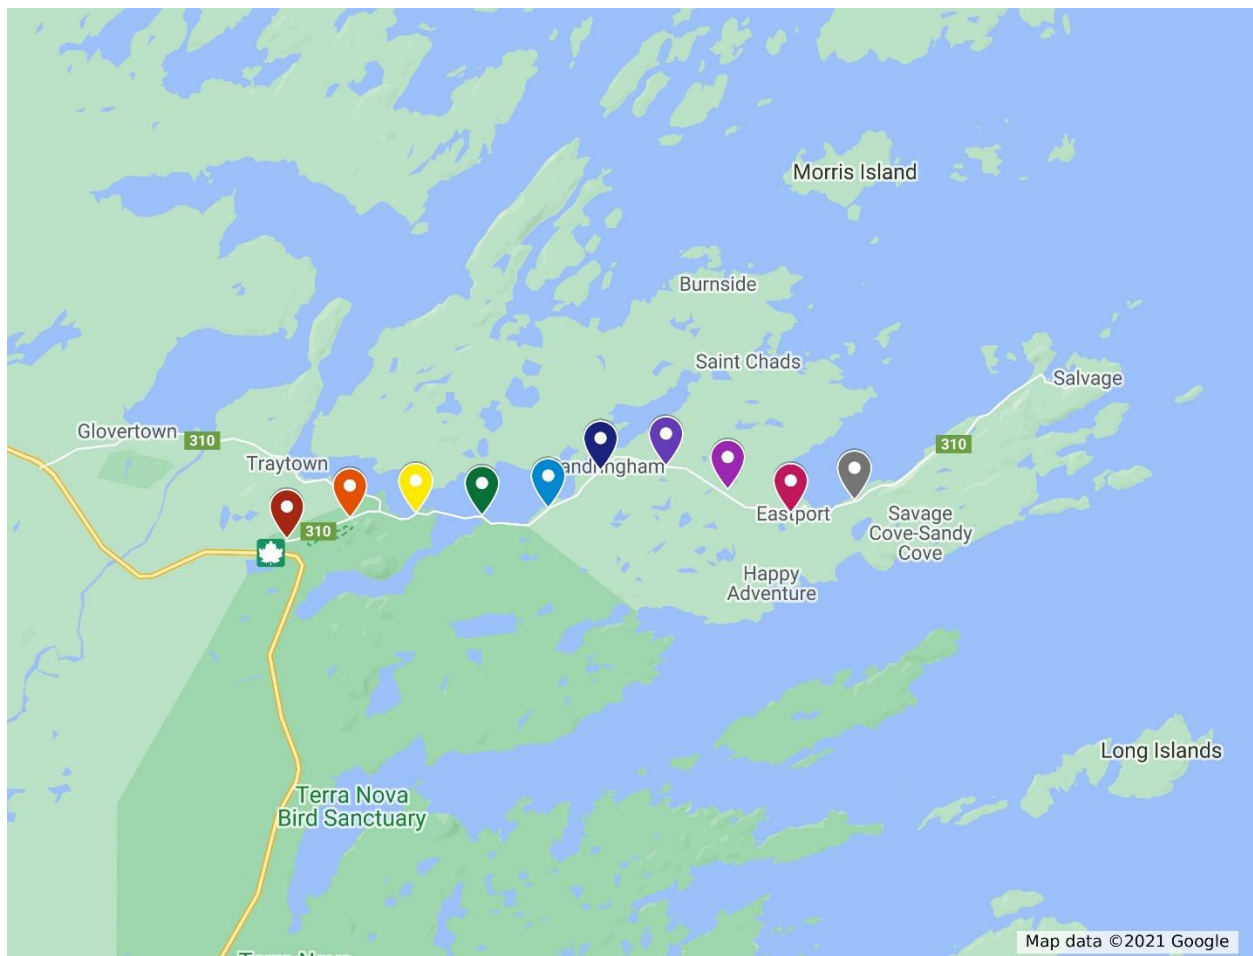 Morris Island
Burnside
Saint Chads
Salvage
Glovertown
310
310
Traytown
Eastport
310
Savage
Cove-Sandy
Cove
Happy
Adventure
Long Islands
Terra Nova
Bird Sanctuary
Map data ©2021 Google